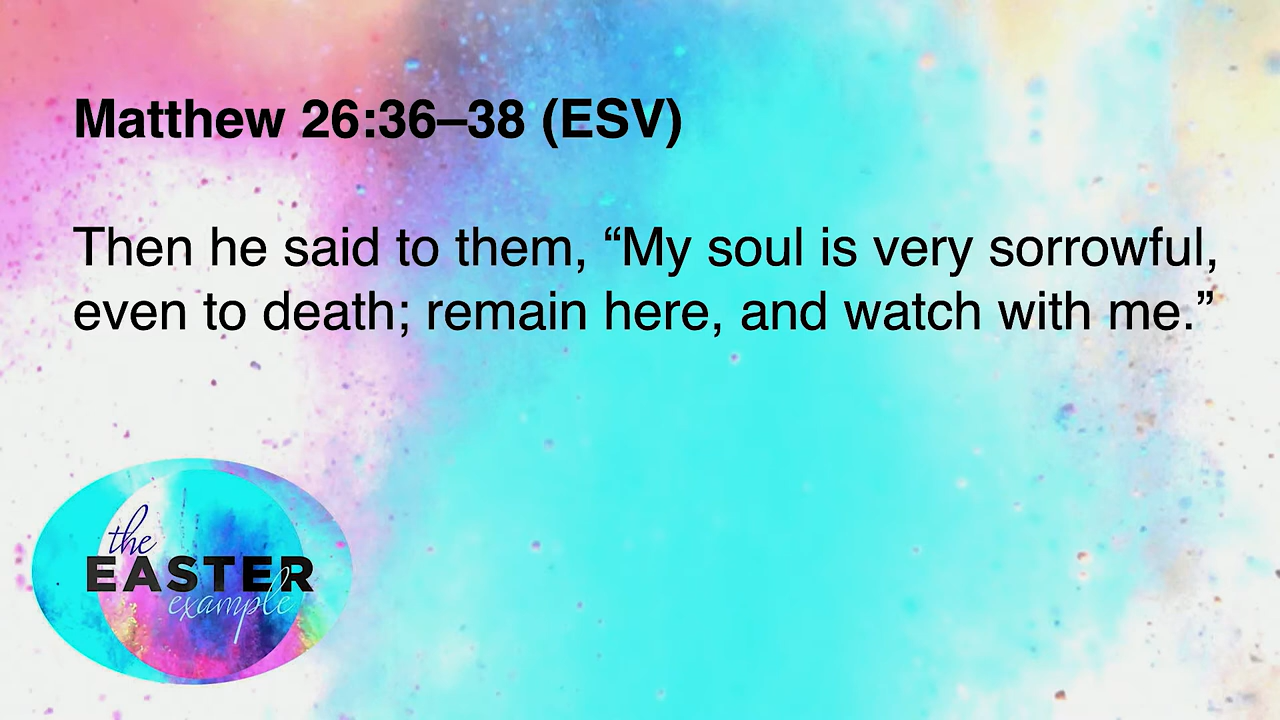 Matthew 26:36–38 (ESV)
Then he said to them, “My soul is very sorrowful,
even to death; remain here, and watch with me.”
the
EASTER
example